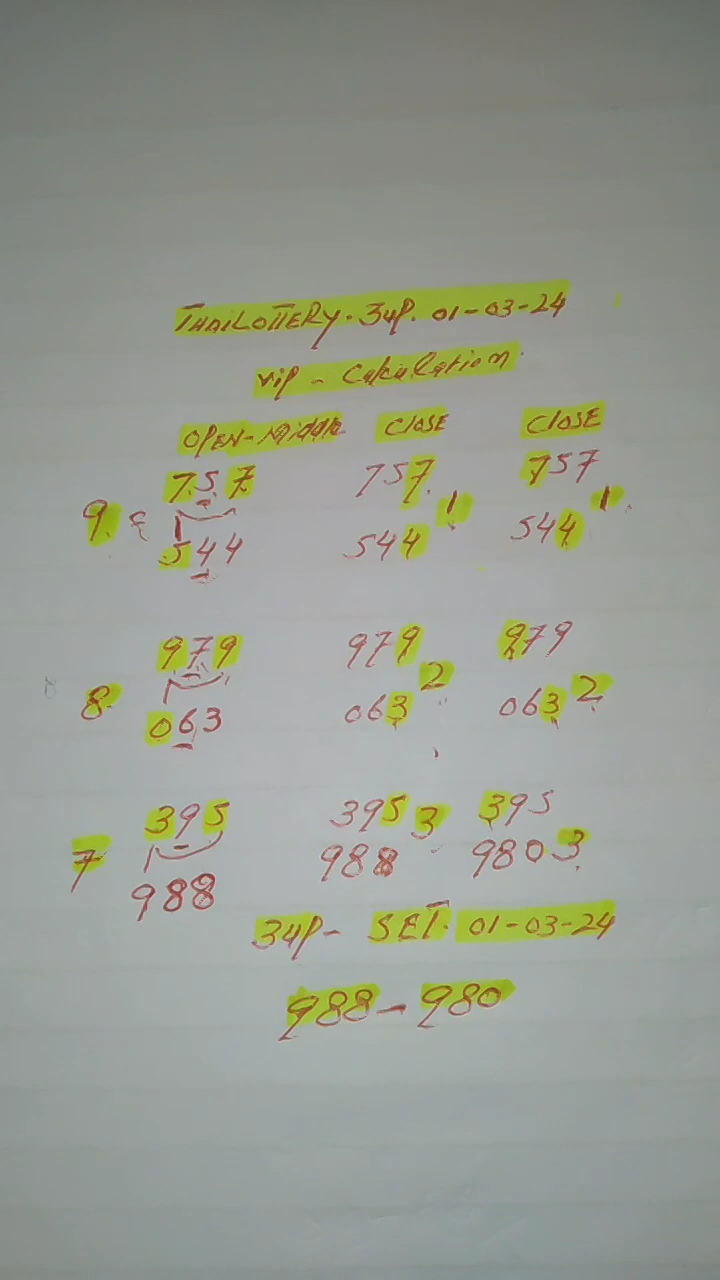 THAILOTTERY. 3UP. 01-03-24
VIP - Calculation.
OPEN-Middle CLOSE CLOSE
757 757. 757
9. 1 1.
544 544 544
979 979 979
8. 2 2
063 063 063
395 395 3 395
7 988 988 980 3
3UP- SET. 01-03-24
988-980